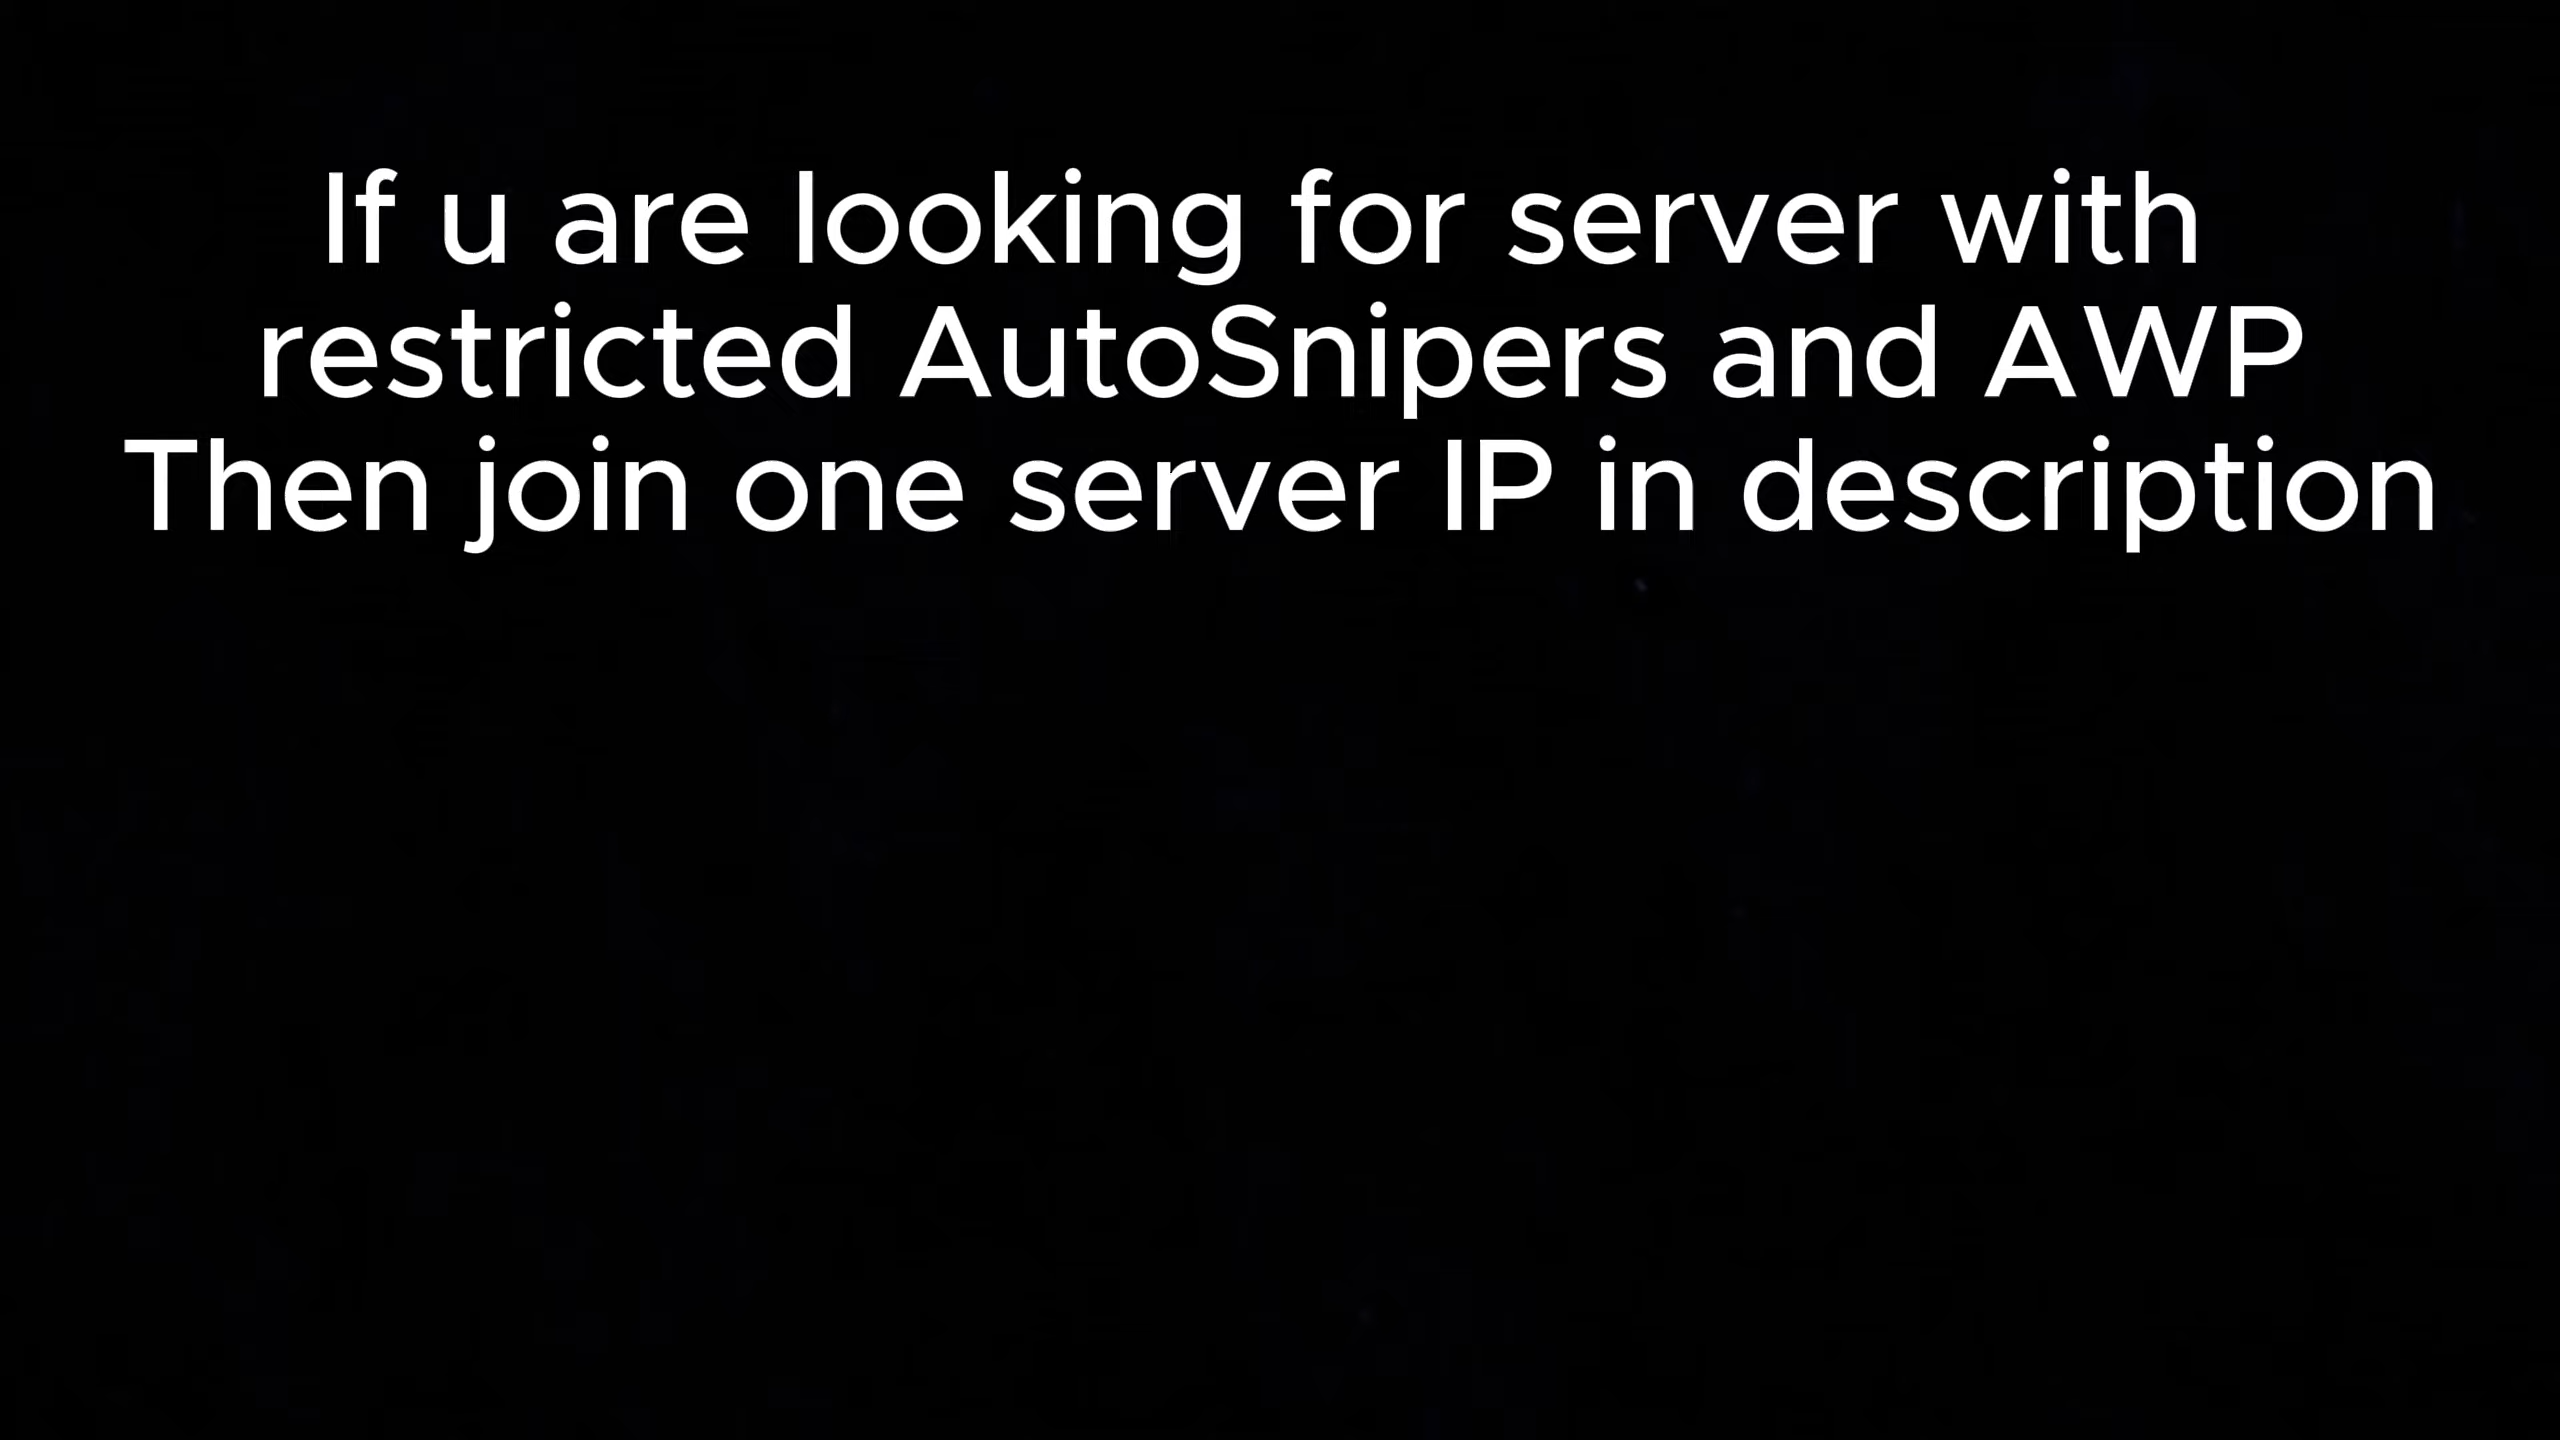 If u are looking for server with
restricted AutoSnipers and AWP
Then join one server IP in description